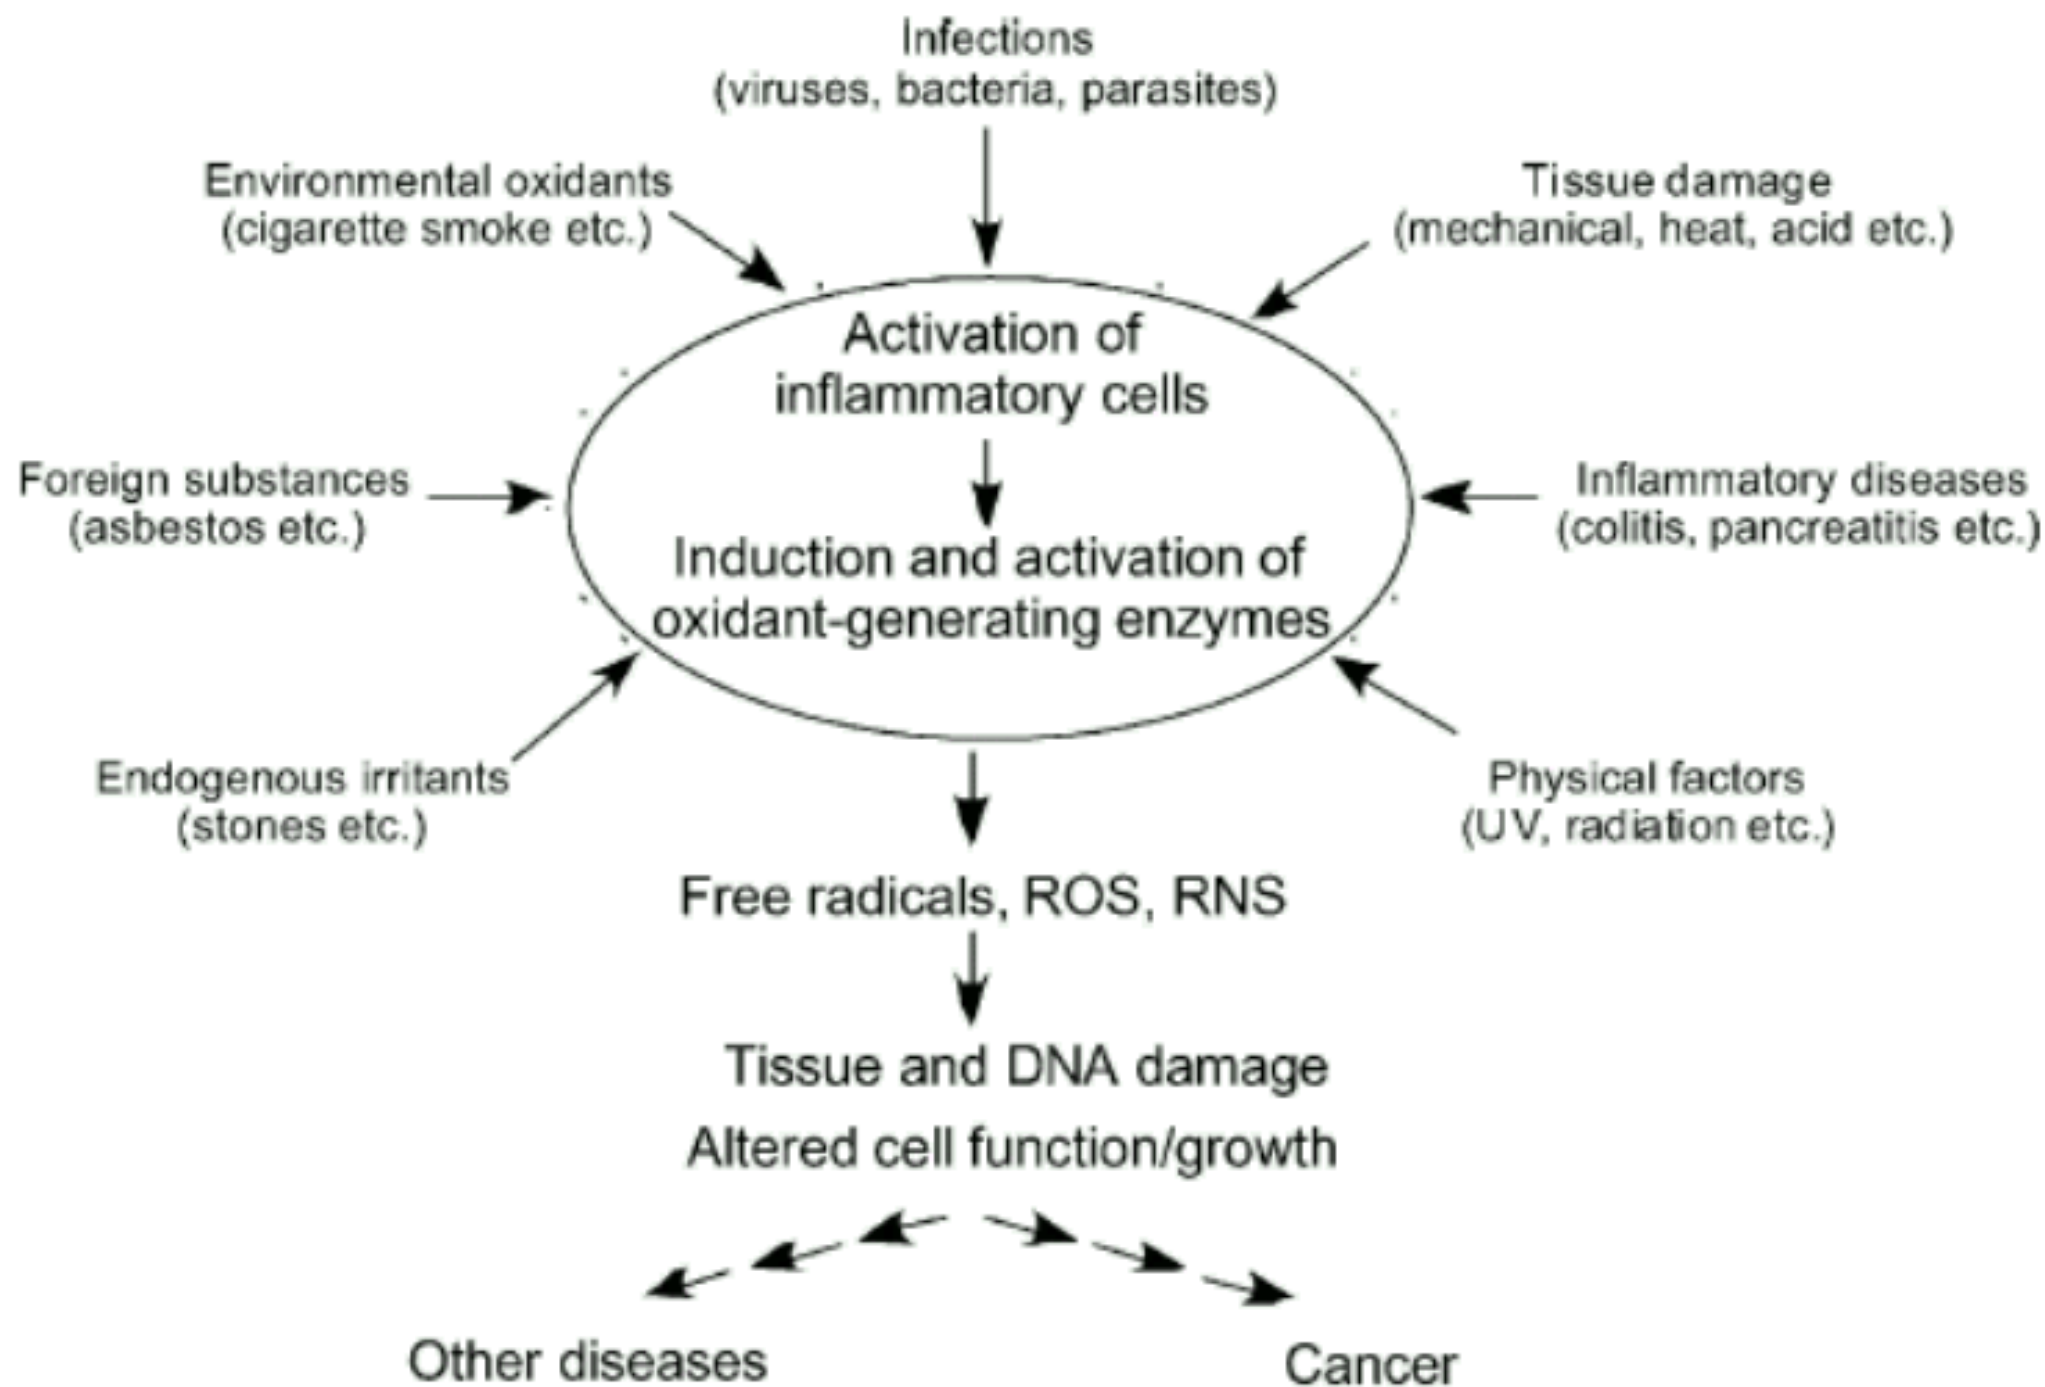 Infections
(viruses, bacteria, parasites)
Environmental oxidants
(cigarette smoke etc.)
Tissue damage
(mechanical, heat, acid etc.)
Activation of
inflammatory cells
Foreign substances
(asbestos etc.)
Inflammatory diseases
(colitis, pancreatitis etc.)
Induction and activation of
oxidant-generating enzymes
Endogenous irritants
(stones etc.)
Physical factors
(UV, radiation etc.)
Free radicals, ROS, RNS
Tissue and DNA damage
Altered cell function/growth
Other diseases
Cancer